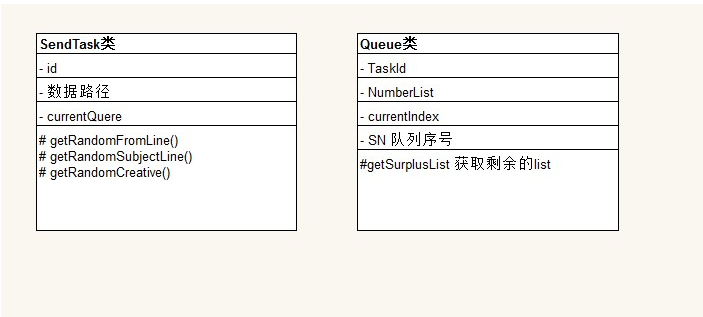 SendTask类
- id
- 数据路径
- currentQuere
# getRandomFromLine()
# getRandomSubjectLine()
# getRandomCreative()
Queue类
- TaskId
- NumberList
- currentIndex
- SN 队列序号
#getSurplusList 获取剩余的list